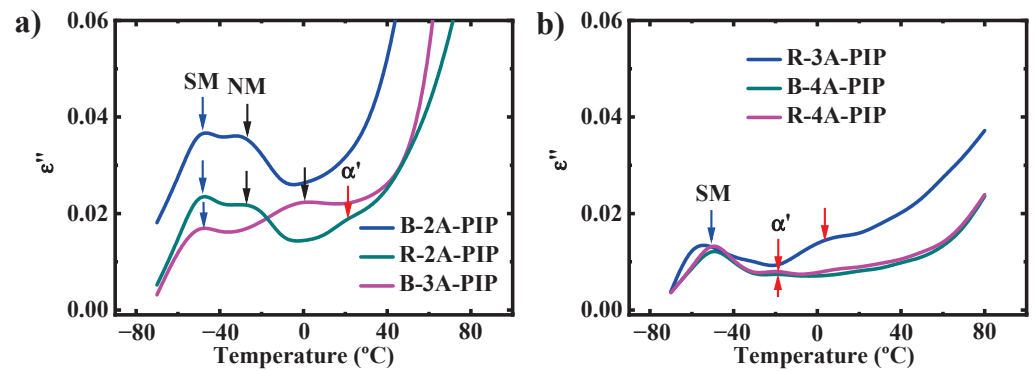 a)
0.06
0.04
0.02
0.00
ε"
SM
NM
α'
B-2A-PIP
R-2A-PIP
B-3A-PIP
−80
−40
0
40
80
Temperature (ºC)
b)
0.06
0.04
0.02
0.00
ε"
R-3A-PIP
B-4A-PIP
R-4A-PIP
SM
α'
−80
−40
0
40
80
Temperature (ºC)